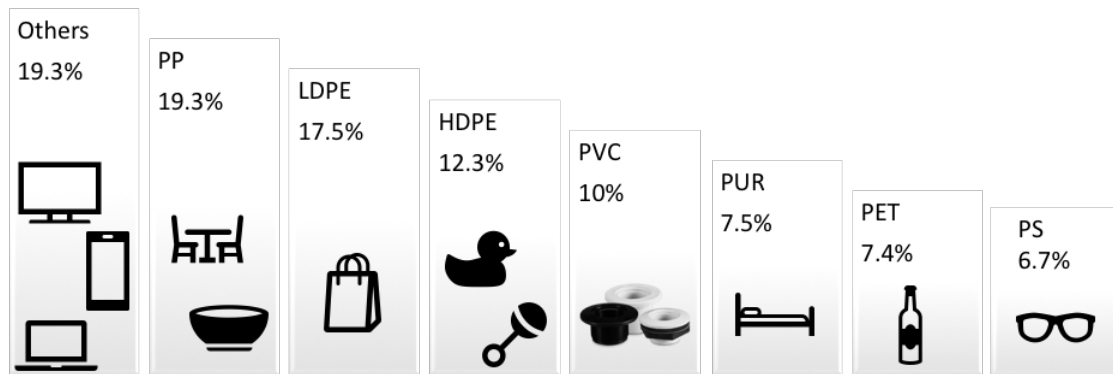 Others
19.3%
PP
19.3%
LDPE
17.5%
HDPE
12.3%
PVC
10%
PUR
7.5%
PET
7.4%
PS
6.7%